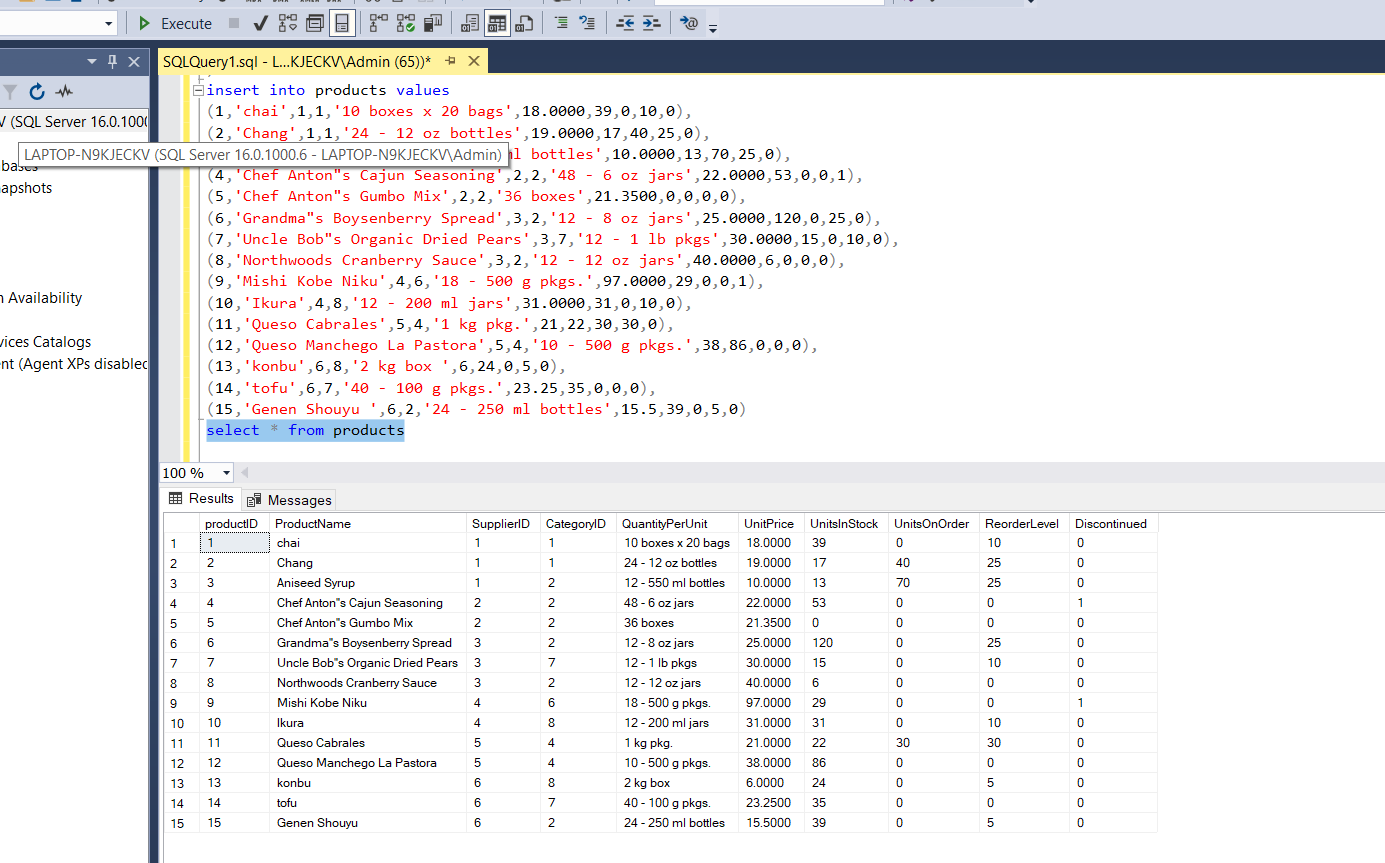 Execute
SQLQuery1.sql - L...KJECKV\Admin (65))*
insert into products values
(1,'chai',1,1,'10 boxes x 20 bags',18.0000,39,0,10,0),
V (SQL Server 16.0.1000
(2,'Chang',1,1,'24 - 12 oz bottles',19.0000,17,40,25,0),
LAPTOP-N9KJECKV (SQL Server 16.0.1000.6 - LAPTOP-N9KJECKV\Admin)
ml bottles',10.0000,13,70,25,0),
bases
(4,'Chef Anton"s Cajun Seasoning',2,2,'48 - 6 oz jars',22.0000,53,0,0,1),
apshots
(5,'Chef Anton"s Gumbo Mix',2,2,'36 boxes',21.3500,0,0,0,0),
(6,'Grandma"s Boysenberry Spread',3,2,'12 - 8 oz jars',25.0000,120,0,25,0),
(7,'Uncle Bob"s Organic Dried Pears',3,7,'12 - 1 lb pkgs',30.0000,15,0,10,0),
(8,'Northwoods Cranberry Sauce',3,2,'12 - 12 oz jars',40.0000,6,0,0,0),
(9,'Mishi Kobe Niku',4,6,'18 - 500 g pkgs.',97.0000,29,0,0,1),
n Availability
(10,'Ikura',4,8,'12 - 200 ml jars',31.0000,31,0,10,0),
(11,'Queso Cabrales',5,4,'1 kg pkg.',21,22,30,30,0),
vices Catalogs
(12,'Queso Manchego La Pastora',5,4,'10 - 500 g pkgs.',38,86,0,0,0),
ent (Agent XPs disabled
(13,'konbu',6,8,'2 kg box ',6,24,0,5,0),
(14,'tofu',6,7,'40 - 100 g pkgs.',23.25,35,0,0,0),
(15,'Genen Shouyu ',6,2,'24 - 250 ml bottles',15.5,39,0,5,0)
select * from products
100 %
Results Messages
productID ProductName SupplierID CategoryID QuantityPerUnit UnitPrice UnitsInStock UnitsOnOrder ReorderLevel Discontinued
1 1 chai 1 1 10 boxes x 20 bags 18.0000 39 0 10 0
2 2 Chang 1 1 24 - 12 oz bottles 19.0000 17 40 25 0
3 3 Aniseed Syrup 1 2 12 - 550 ml bottles 10.0000 13 70 25 0
4 4 Chef Anton"s Cajun Seasoning 2 2 48 - 6 oz jars 22.0000 53 0 0 1
5 5 Chef Anton"s Gumbo Mix 2 2 36 boxes 21.3500 0 0 0 0
6 6 Grandma"s Boysenberry Spread 3 2 12 - 8 oz jars 25.0000 120 0 25 0
7 7 Uncle Bob"s Organic Dried Pears 3 7 12 - 1 lb pkgs 30.0000 15 0 10 0
8 8 Northwoods Cranberry Sauce 3 2 12 - 12 oz jars 40.0000 6 0 0 0
9 9 Mishi Kobe Niku 4 6 18 - 500 g pkgs. 97.0000 29 0 0 1
10 10 Ikura 4 8 12 - 200 ml jars 31.0000 31 0 10 0
11 11 Queso Cabrales 5 4 1 kg pkg. 21.0000 22 30 30 0
12 12 Queso Manchego La Pastora 5 4 10 - 500 g pkgs. 38.0000 86 0 0 0
13 13 konbu 6 8 2 kg box 6.0000 24 0 5 0
14 14 tofu 6 7 40 - 100 g pkgs. 23.2500 35 0 0 0
15 15 Genen Shouyu 6 2 24 - 250 ml bottles 15.5000 39 0 5 0